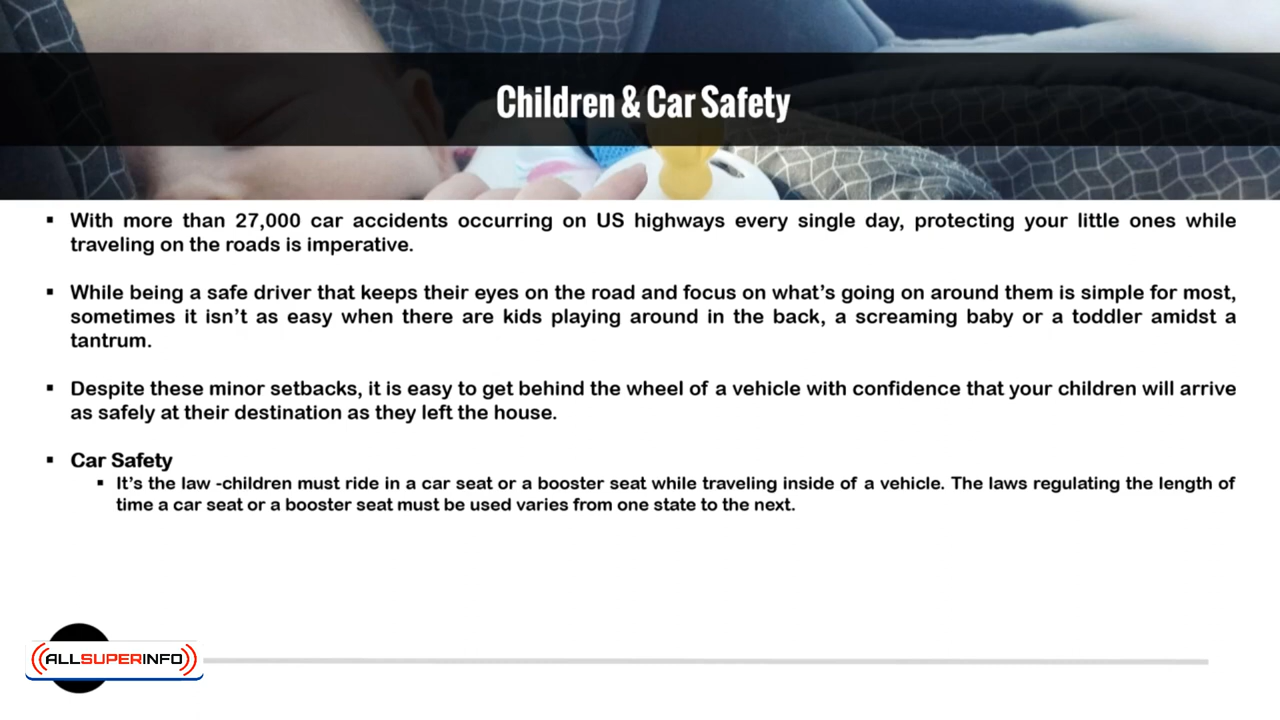 Children & Car Safety
▪ With more than 27,000 car accidents occurring on US highways every single day, protecting your little ones while
traveling on the roads is imperative.
▪ While being a safe driver that keeps their eyes on the road and focus on what’s going on around them is simple for most,
sometimes it isn’t as easy when there are kids playing around in the back, a screaming baby or a toddler amidst a
tantrum.
▪ Despite these minor setbacks, it is easy to get behind the wheel of a vehicle with confidence that your children will arrive
as safely at their destination as they left the house.
▪ Car Safety
▪ It’s the law -children must ride in a car seat or a booster seat while traveling inside of a vehicle. The laws regulating the length of
time a car seat or a booster seat must be used varies from one state to the next.
((ALLSUPERINFO))